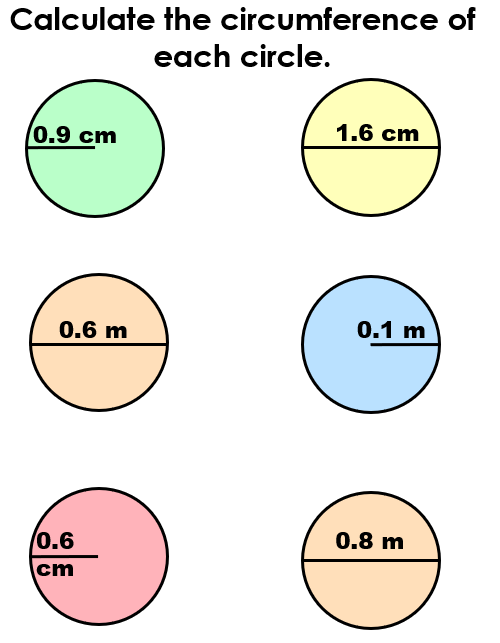 Calculate the circumference of
each circle.
0.9 cm
1.6 cm
0.6 m
0.1 m
0.6
cm
0.8 m